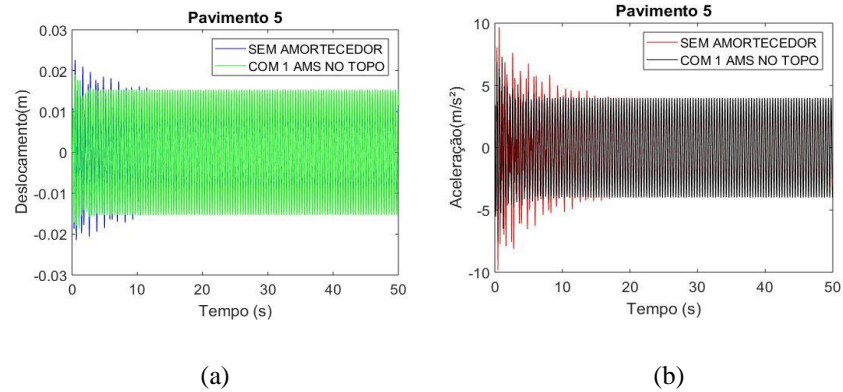 Pavimento 5
0.03
0.02
0.01
0
-0.01
-0.02
-0.03
Deslocamento(m)
SEM AMORTECEDOR
COM 1 AMS NO TOPO
0 10 20 30 40 50
Tempo (s)
(a)
Pavimento 5
10
5
0
-5
-10
Aceleração(m/s²)
SEM AMORTECEDOR
COM 1 AMS NO TOPO
0 10 20 30 40 50
Tempo (s)
(b)